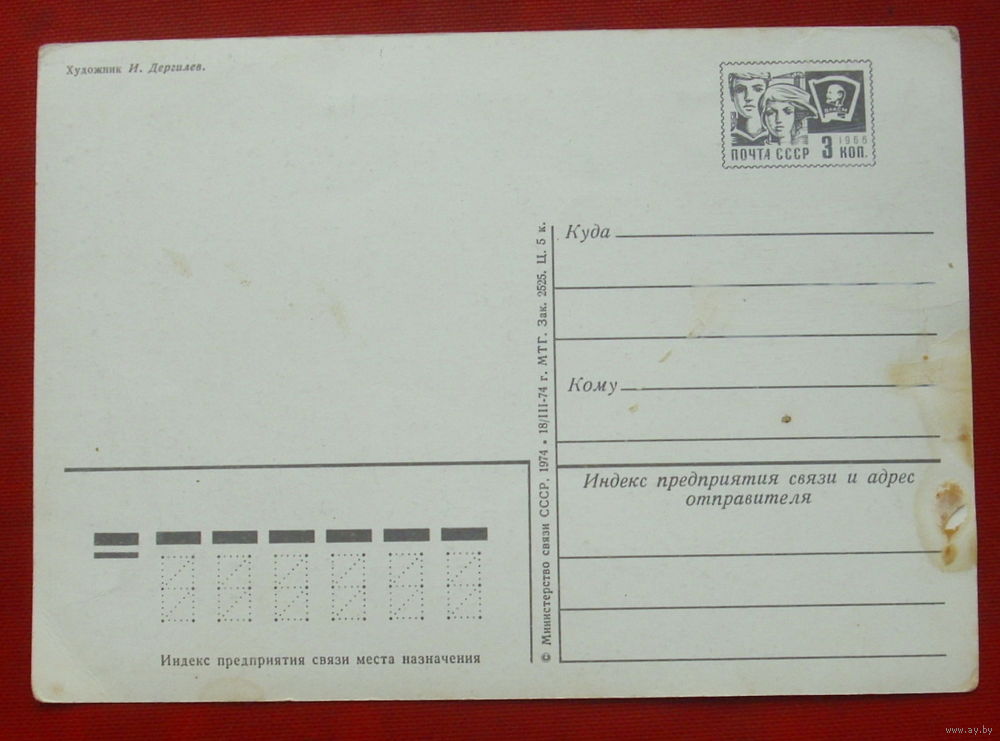 Художник И. Дергилев.
ВЛКСМ
1966
ПОЧТА СССР 3 КОП.
Куда
Кому
Индекс предприятия связи и адрес
отправителя
© Министерство связи СССР, 1974 • 18/III-74 г. МТГ. Зак. 2525. Ц. 5 к.
Индекс предприятия связи места назначения
www.ay.by